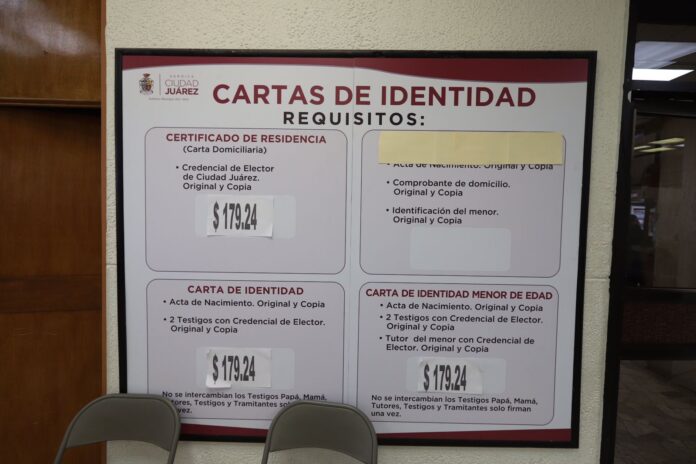 HEROICA
CIUDAD
JUÁREZ
CARTAS DE IDENTIDAD
REQUISITOS:
CERTIFICADO DE RESIDENCIA
(Carta Domiciliaria)
• Credencial de Elector
de Ciudad Juárez.
Original y Copia
$ 179.24
• Acta de Nacimiento. Original y Copia
• Comprobante de domicilio.
Original y Copia
• Identificación del menor.
Original y Copia
CARTA DE IDENTIDAD
• Acta de Nacimiento. Original y Copia
• 2 Testigos con Credencial de Elector.
Original y Copia
$ 179.24
No se intercambian los Testigos Papá, Mamá,
Tutores, Testigos y Tramitantes solo
vez.
CARTA DE IDENTIDAD MENOR DE EDAD
• Acta de Nacimiento. Original y Copia
• 2 Testigos con Credencial de Elector.
Original y Copia
• Tutor del menor con Credencial de
Elector. Original y Copia
$ 179.24
No se intercambian los Testigos Papá, Mamá,
Tutores, Testigos y Tramitantes solo firman
una vez.